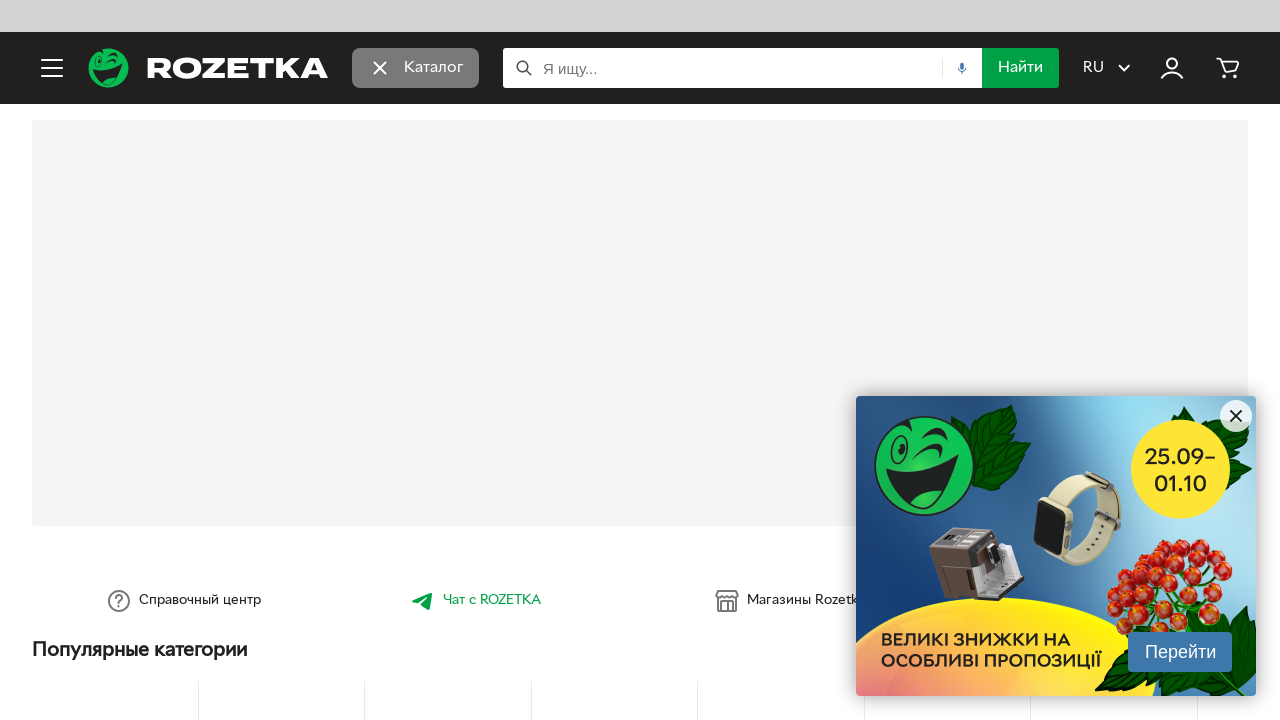 ROZETKA
Каталог
Я ищу...
Найти
RU
25.09–
01.10
ВЕЛИКІ ЗНИЖКИ НА
ОСОБЛИВІ ПРОПОЗИЦІЇ
Перейти
Справочный центр
Чат с ROZETKA
Магазины
Популярные категории